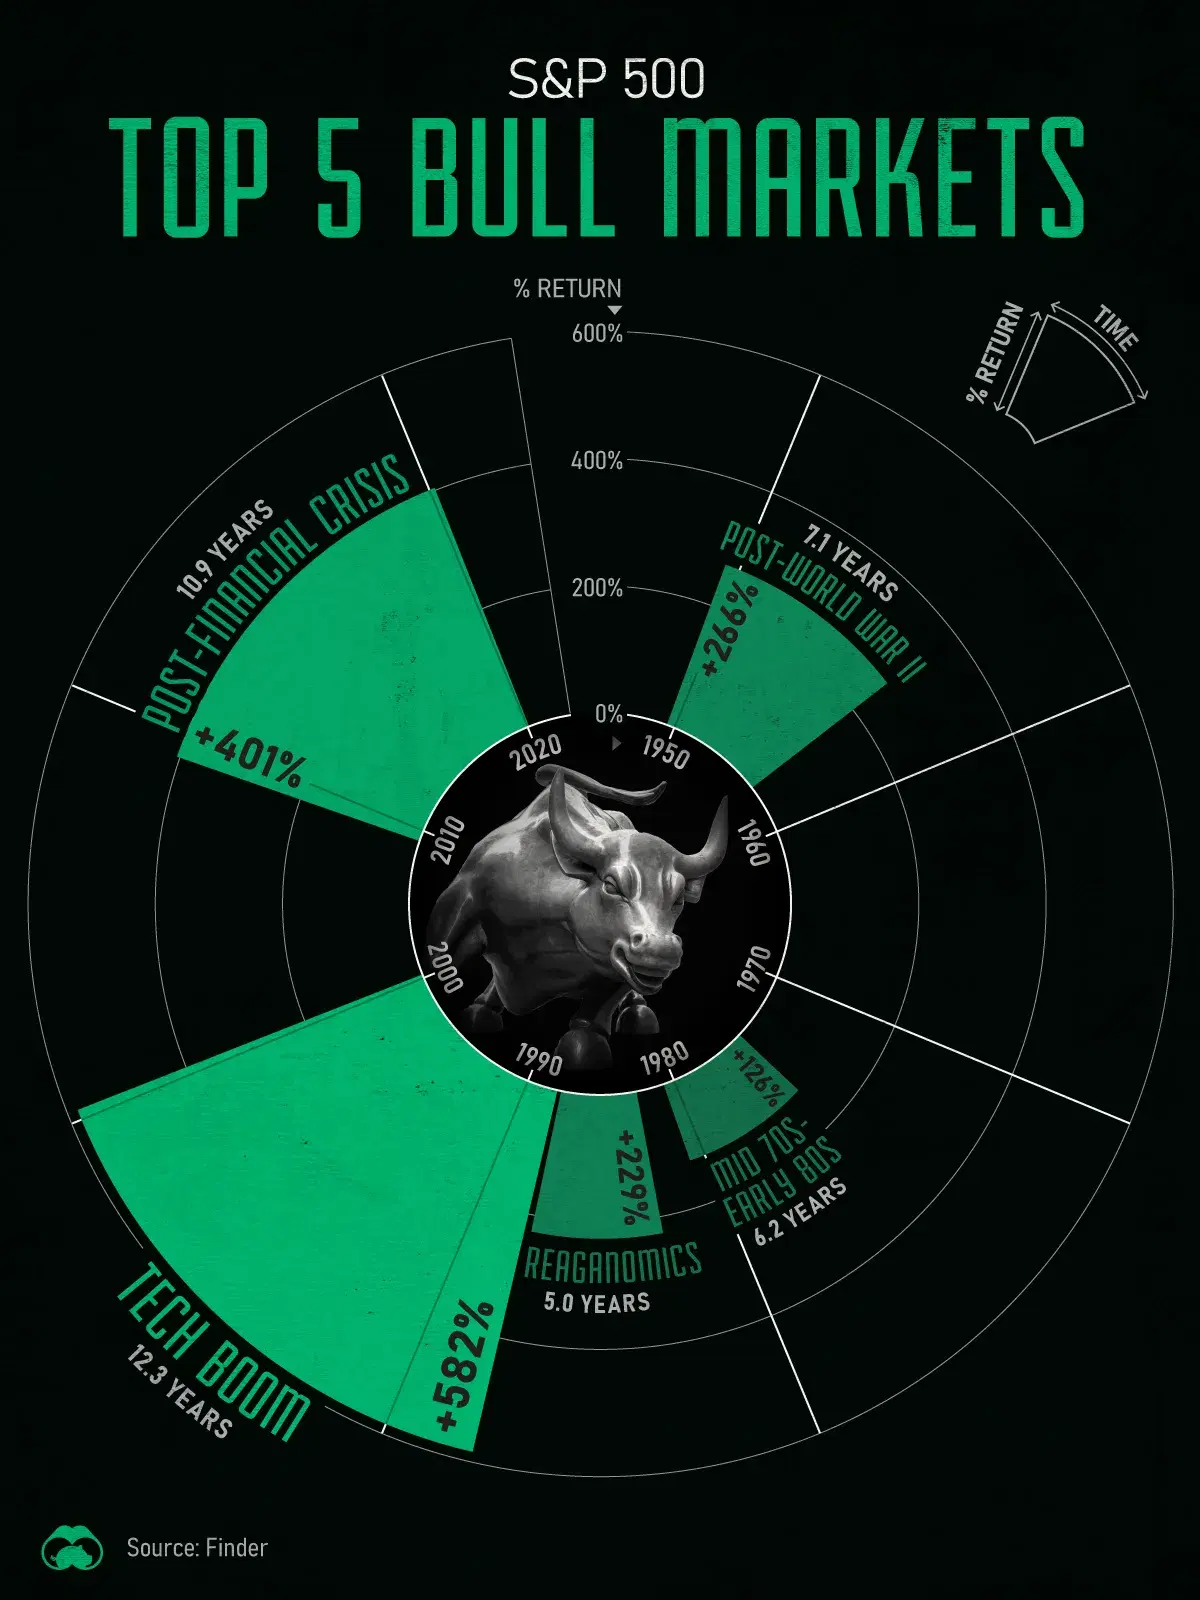 S&P 500
TOP 5 BULL MARKETS
% RETURN
600%
400%
200%
0%
% RETURN
TIME
7.1 YEARS
POST-WORLD WAR II
+266%
10.9 YEARS
POST-FINANCIAL CRISIS
+401%
1950
1960
1970
1980
1990
2000
2010
2020
+126%
MID 70S-
EARLY 80S
6.2 YEARS
+229%
REAGANOMICS
5.0 YEARS
+582%
TECH BOOM
12.3 YEARS
Source: Finder